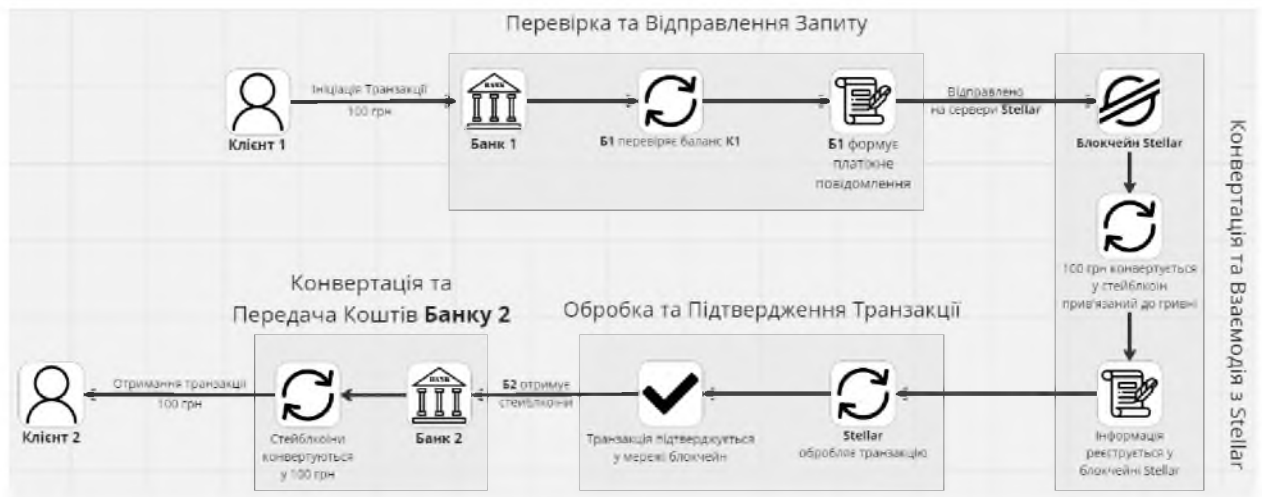 Перевірка та Відправлення Запиту
Ініціація Транзакції
100 грн
Клієнт 1
BANK
Банк 1
Б1 перевіряє баланс К1
Б1 формує
платіжне
повідомлення
Відправлено
на сервери Stellar
Блокчейн Stellar
100 грн конвертується
у стейблкоін
прив'язаний до гривні
Інформація
реєструється у
блокчейні Stellar
Конвертація та Взаємодія з Stellar
Обробка та Підтвердження Транзакції
Stellar
обробляє транзакцію
Транзакція підтверджується
у мережі блокчейн
Конвертація та
Передача Коштів Банку 2
Б2 отримує
стейблкоіни
BANK
Банк 2
Стейблкоіни
конвертуються
у 100 грн
Отримання транзакції
100 грн
Клієнт 2